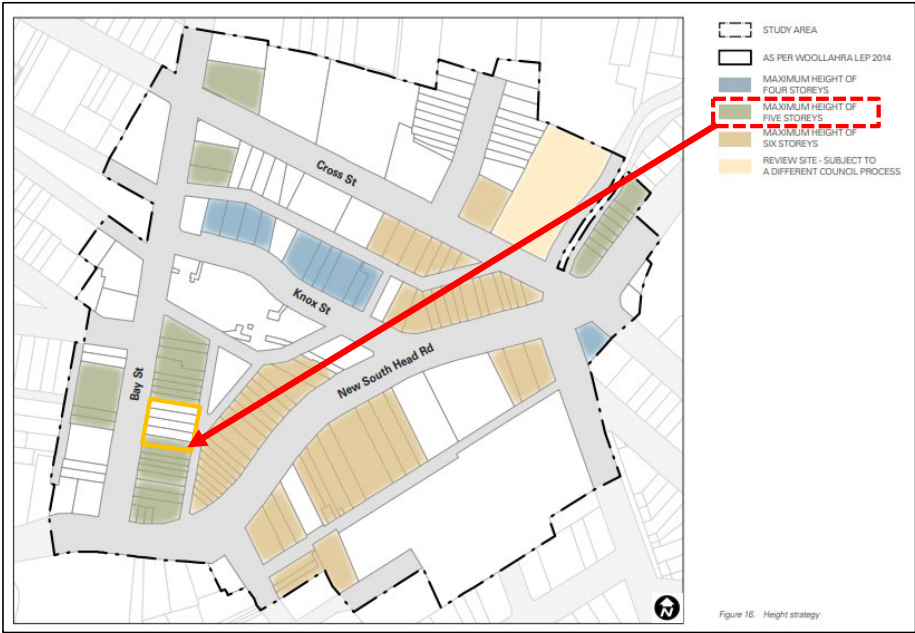 STUDY AREA
AS PER WOOLLAHRA LEP 2014
MAXIMUM HEIGHT OF
FOUR STOREYS
MAXIMUM HEIGHT OF
FIVE STOREYS
MAXIMUM HEIGHT OF
SIX STOREYS
REVIEW SITE - SUBJECT TO
A DIFFERENT COUNCIL PROCESS
Cross St
Knox St
New South Head Rd
Bay St
N
Figure 16. Height strategy